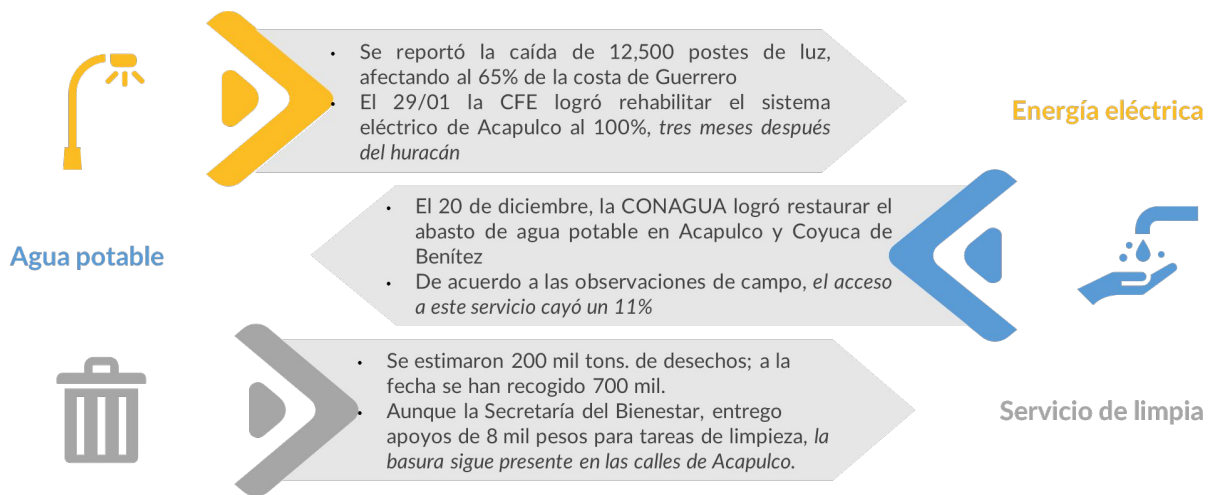 • Se reportó la caída de 12,500 postes de luz,
afectando al 65% de la costa de Guerrero
• El 29/01 la CFE logró rehabilitar el sistema
eléctrico de Acapulco al 100%, tres meses después
del huracán
Energía eléctrica
Agua potable
• El 20 de diciembre, la CONAGUA logró restaurar el
abasto de agua potable en Acapulco y Coyuca de
Benítez
• De acuerdo a las observaciones de campo, el acceso
a este servicio cayó un 11%
• Se estimaron 200 mil tons. de desechos; a la
fecha se han recogido 700 mil.
• Aunque la Secretaría del Bienestar, entrego
apoyos de 8 mil pesos para tareas de limpieza, la
basura sigue presente en las calles de Acapulco.
Servicio de limpia